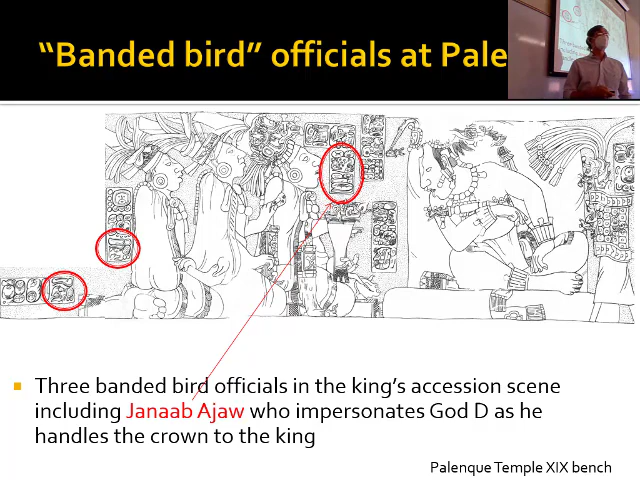 “Banded bird” officials at Pale
Three banded bird officials in the king’s accession scene
including Janaab Ajaw who impersonates God D as he
handles the crown to the king
Palenque Temple XIX bench